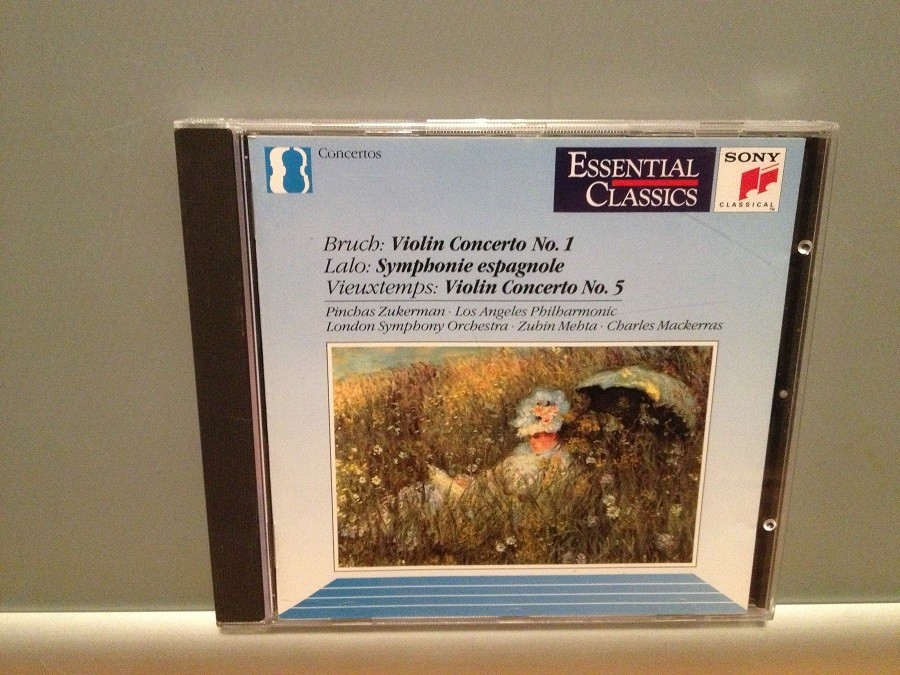 Concertos
ESSENTIAL
CLASSICS
SONY
CLASSICAL™
Bruch: Violin Concerto No. 1
Lalo: Symphonie espagnole
Vieuxtemps: Violin Concerto No. 5
Pinchas Zukerman · Los Angeles Philharmonic
London Symphony Orchestra · Zubin Mehta · Charles Mackerras